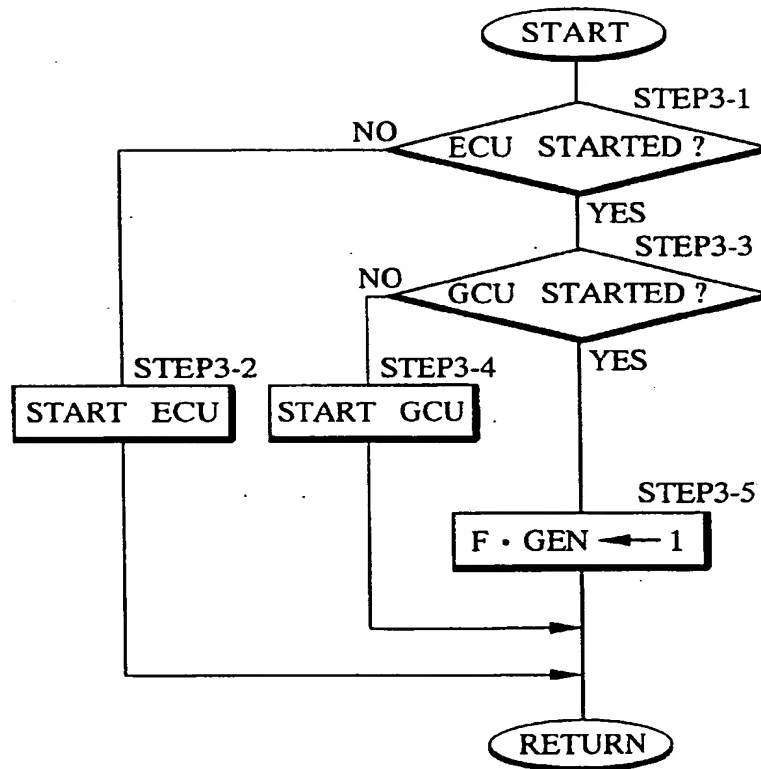 START
STEP3-1
NO
ECU STARTED ?
YES
STEP3-3
NO
GCU STARTED ?
YES
STEP3-2
START ECU
STEP3-4
START GCU
STEP3-5
F · GEN ← 1
RETURN